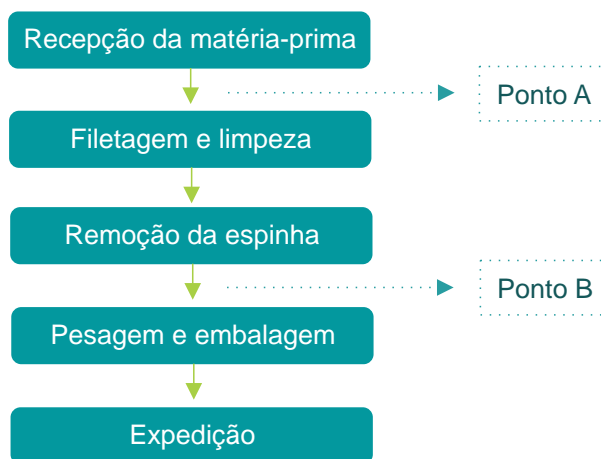 Recepção da matéria-prima
Ponto A
Filetagem e limpeza
Remoção da espinha
Ponto B
Pesagem e embalagem
Expedição